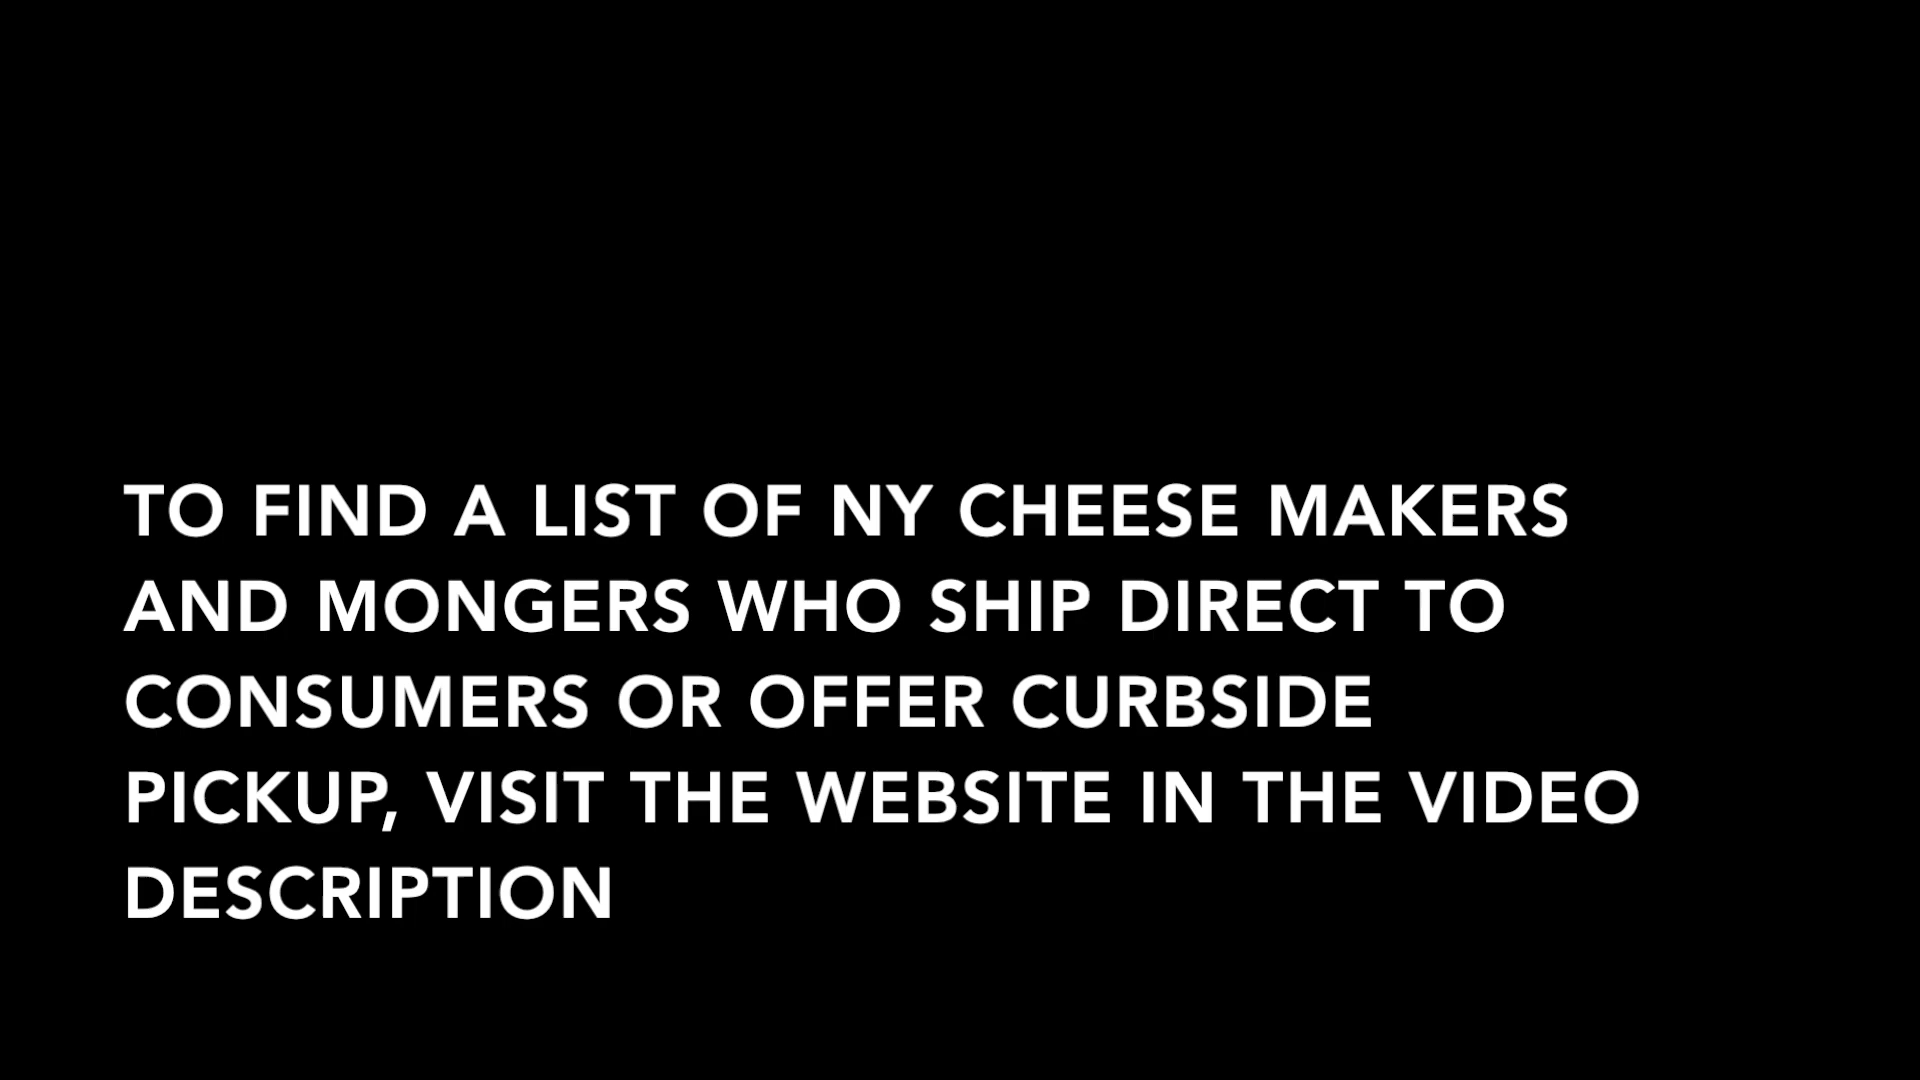 TO FIND A LIST OF NY CHEESE MAKERS
AND MONGERS WHO SHIP DIRECT TO
CONSUMERS OR OFFER CURBSIDE
PICKUP, VISIT THE WEBSITE IN THE VIDEO
DESCRIPTION